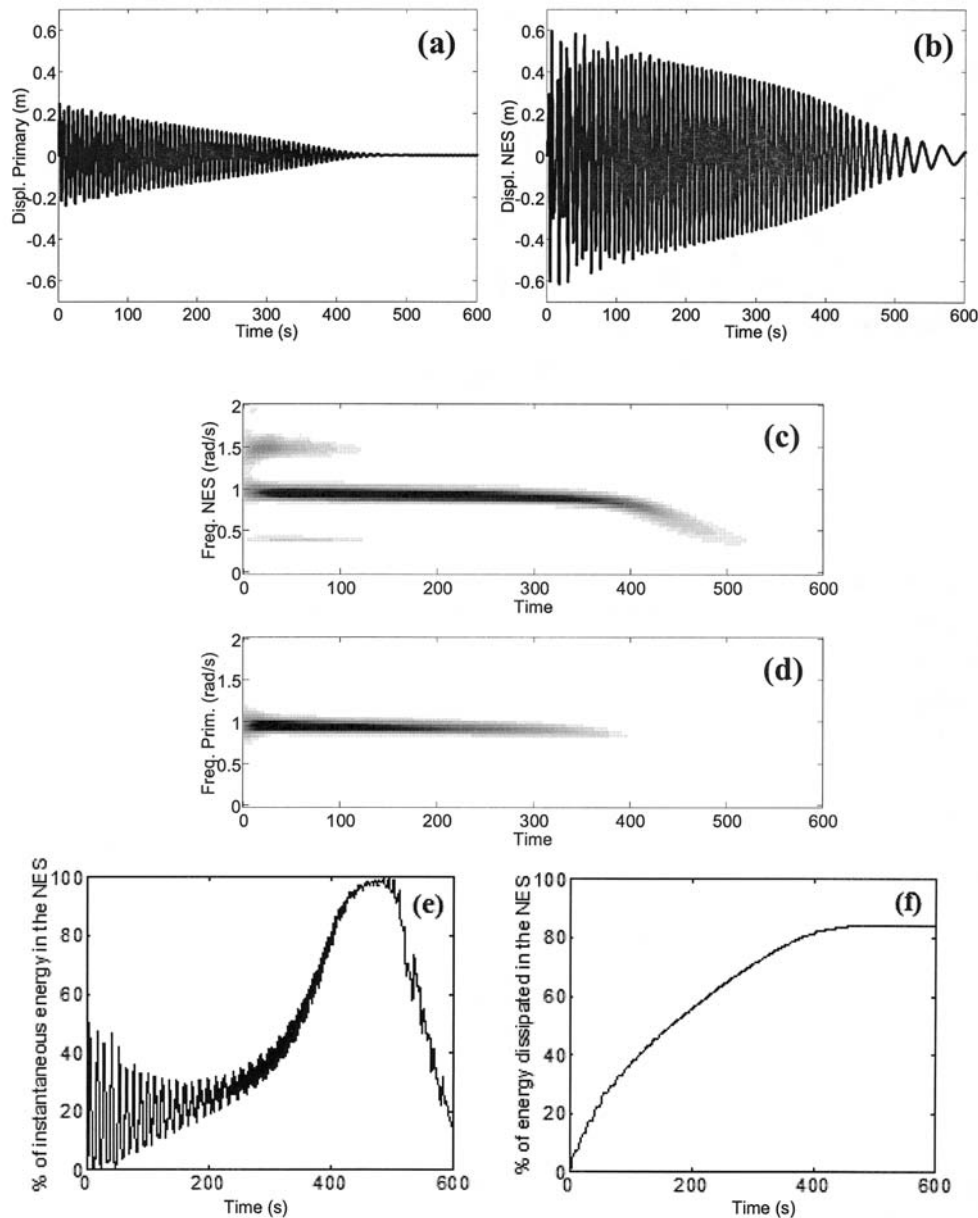 (a)
Displ. Primary (m)
0.6
0.4
0.2
0
-0.2
-0.4
-0.6
0 100 200 300 400 500 600
Time (s)
(b)
Displ. NES (m)
0.6
0.4
0.2
0
-0.2
-0.4
-0.6
0 100 200 300 400 500 600
Time (s)
(c)
Freq. NES (rad/s)
2
1.5
1
0.5
0
0 100 200 300 400 500 600
Time
(d)
Freq. Prim. (rad/s)
2
1.5
1
0.5
0
0 100 200 300 400 500 600
Time
(e)
% of instantaneous energy in the NES
100
80
60
40
20
0
0 200 400 600
Time (s)
(f)
% of energy dissipated in the NES
100
80
60
40
20
0
0 200 400 600
Time (s)